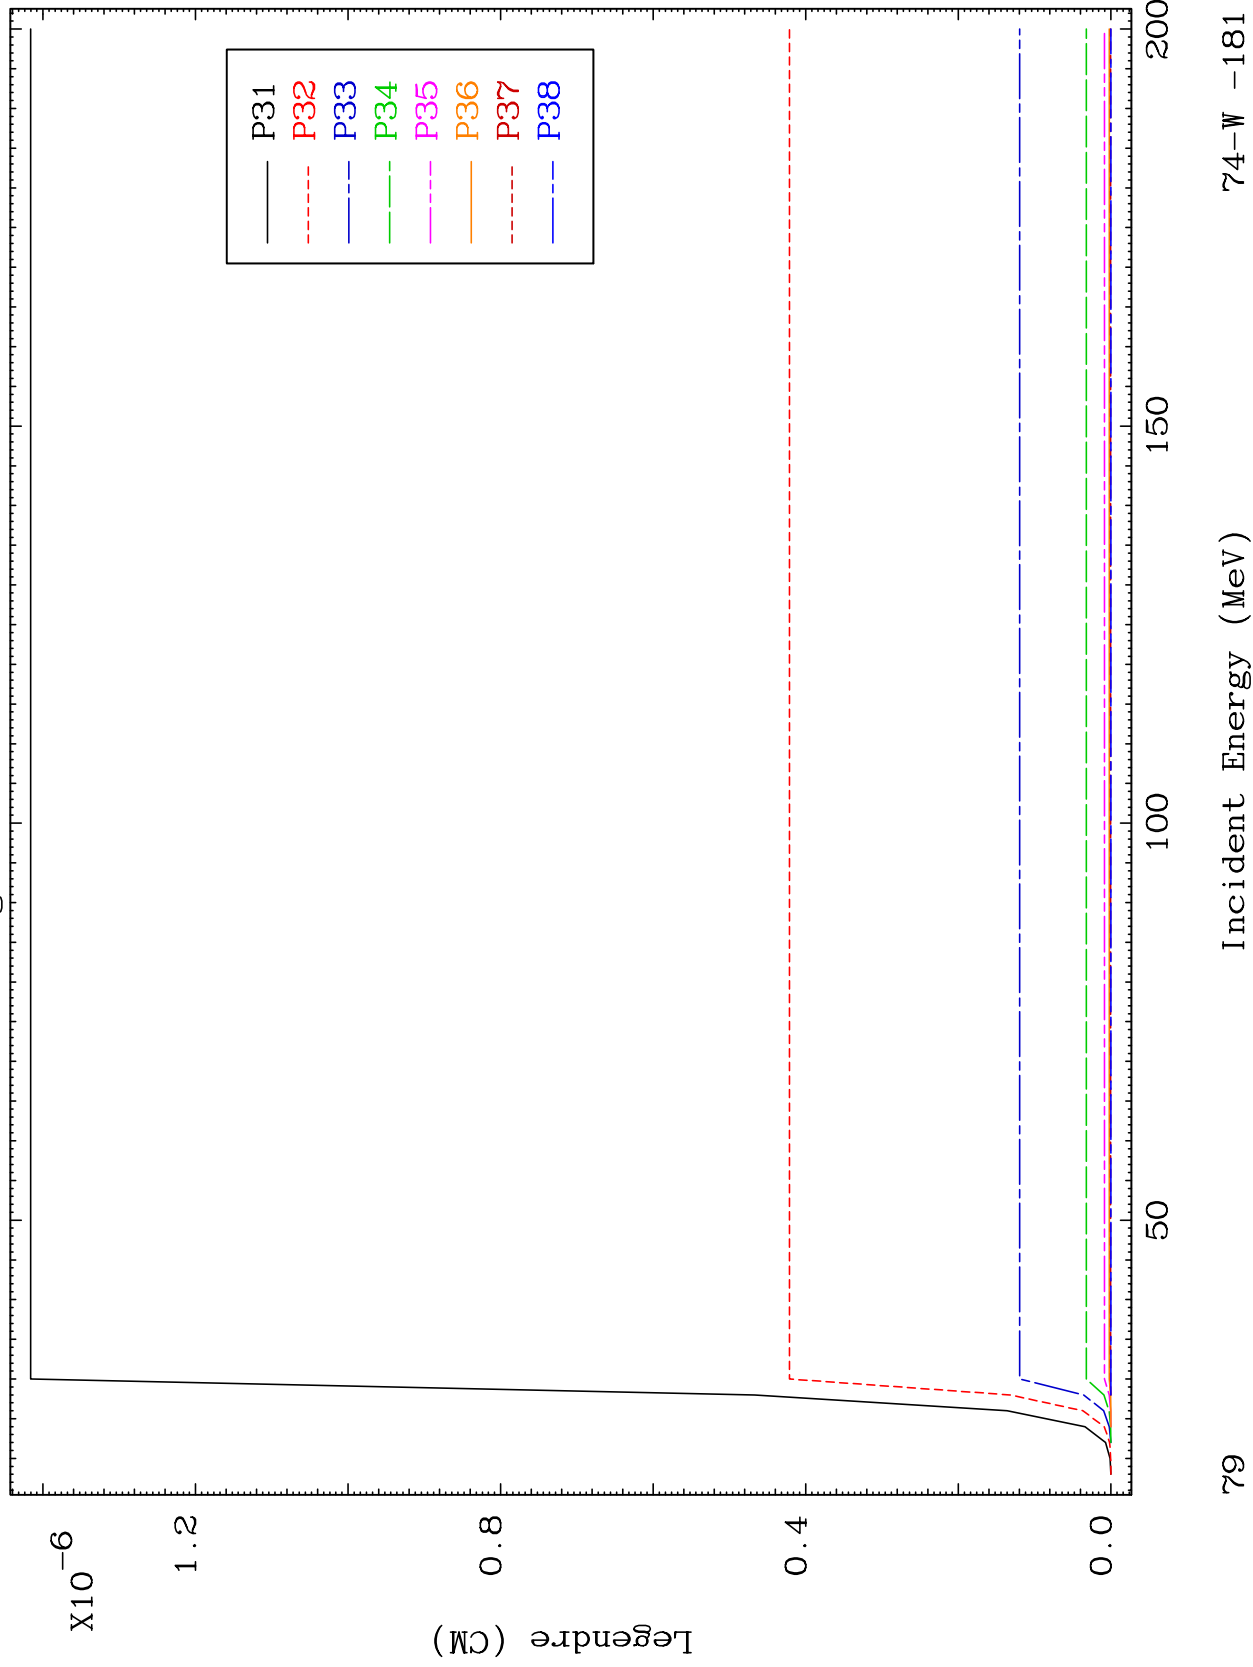 X10-6
1.2
0.8
0.4
0.0
Legendre (CM)
P31
P32
P33
P34
P35
P36
P37
P38
50
100
150
200
Incident Energy (MeV)
79
74-W -181